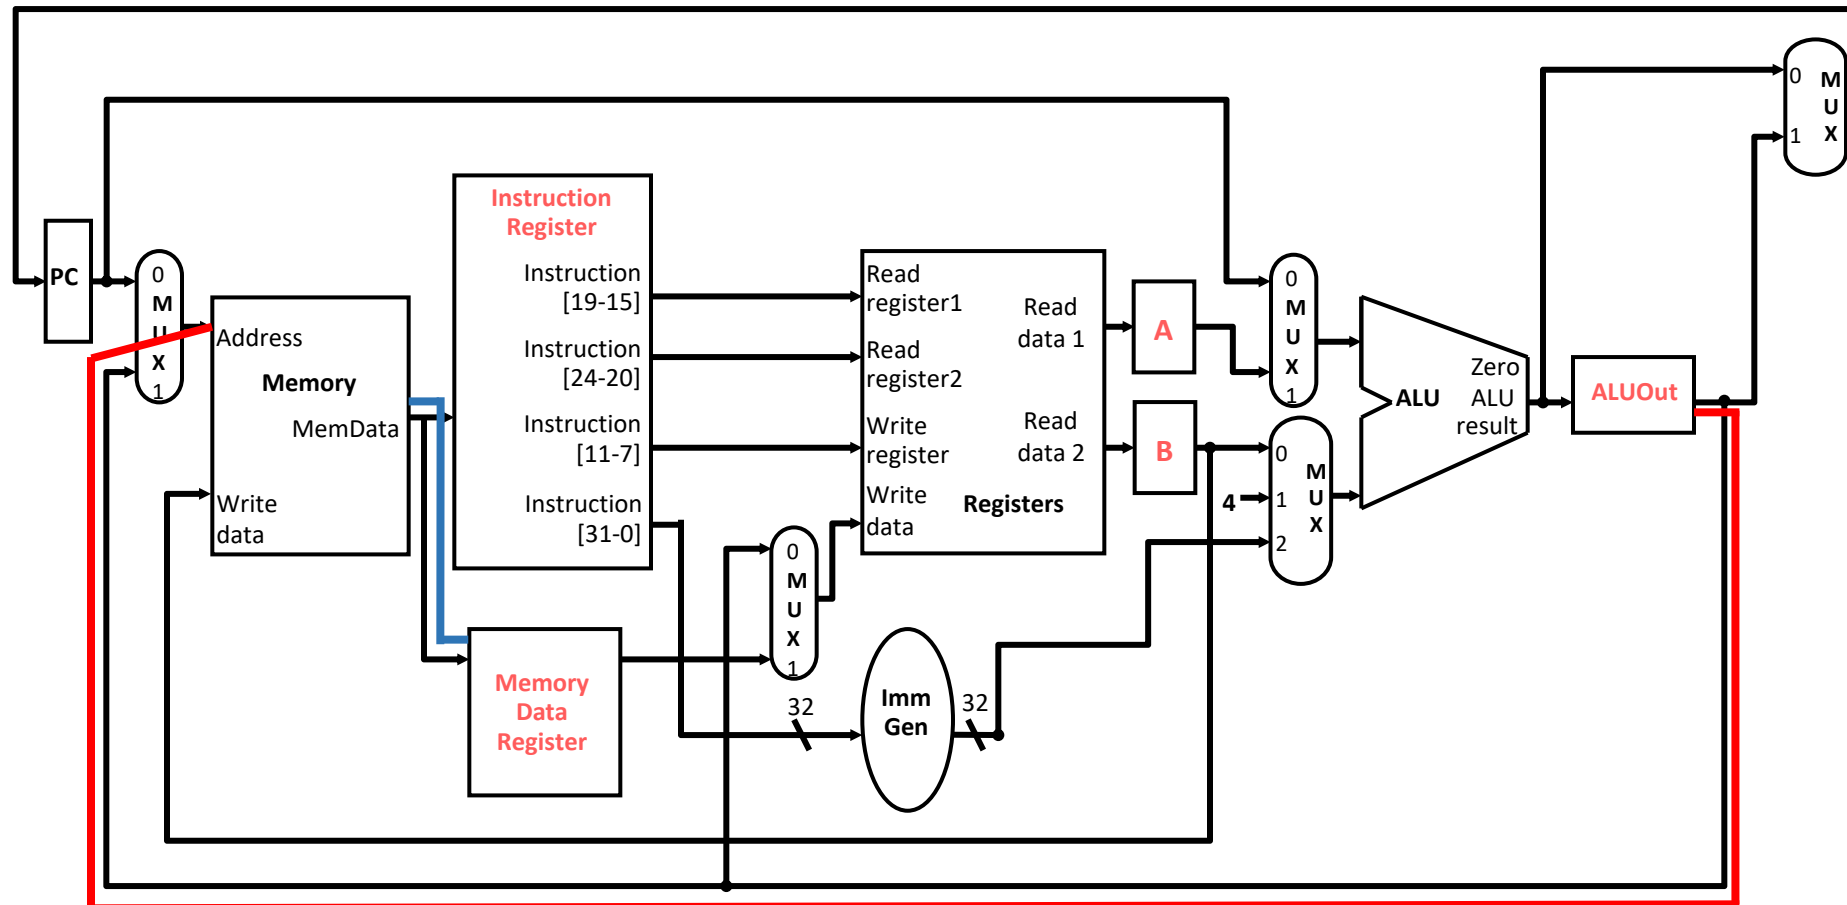 PC
0
M
U
X
1
Address
Memory
MemData
Write
data
Instruction
Register
Instruction
[19-15]
Instruction
[24-20]
Instruction
[11-7]
Instruction
[31-0]
Memory
Data
Register
0
M
U
X
1
32
Imm
Gen
32
Read
register1
Read
register2
Write
register
Write
data
Read
data 1
Read
data 2
Registers
A
B
4
0
M
U
X
1
0
1
2
M
U
X
ALU
Zero
ALU
result
ALUOut
0
1
M
U
X